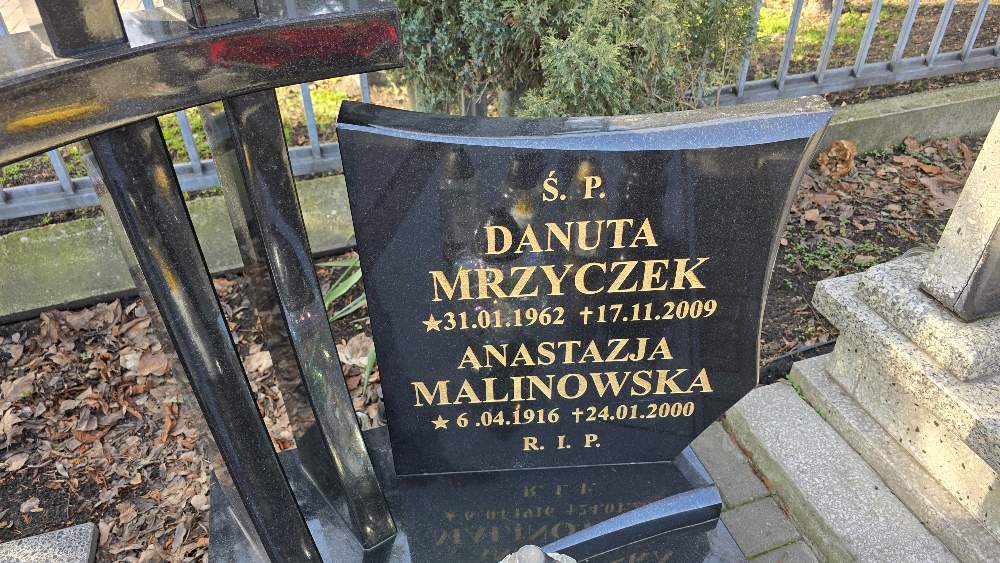 Ś. P.
DANUTA
MRZYCZEK
★31.01.1962 ✝17.11.2009
ANASTAZJA
MALINOWSKA
★ 6 .04.1916 ✝24.01.2000
R. I. P.